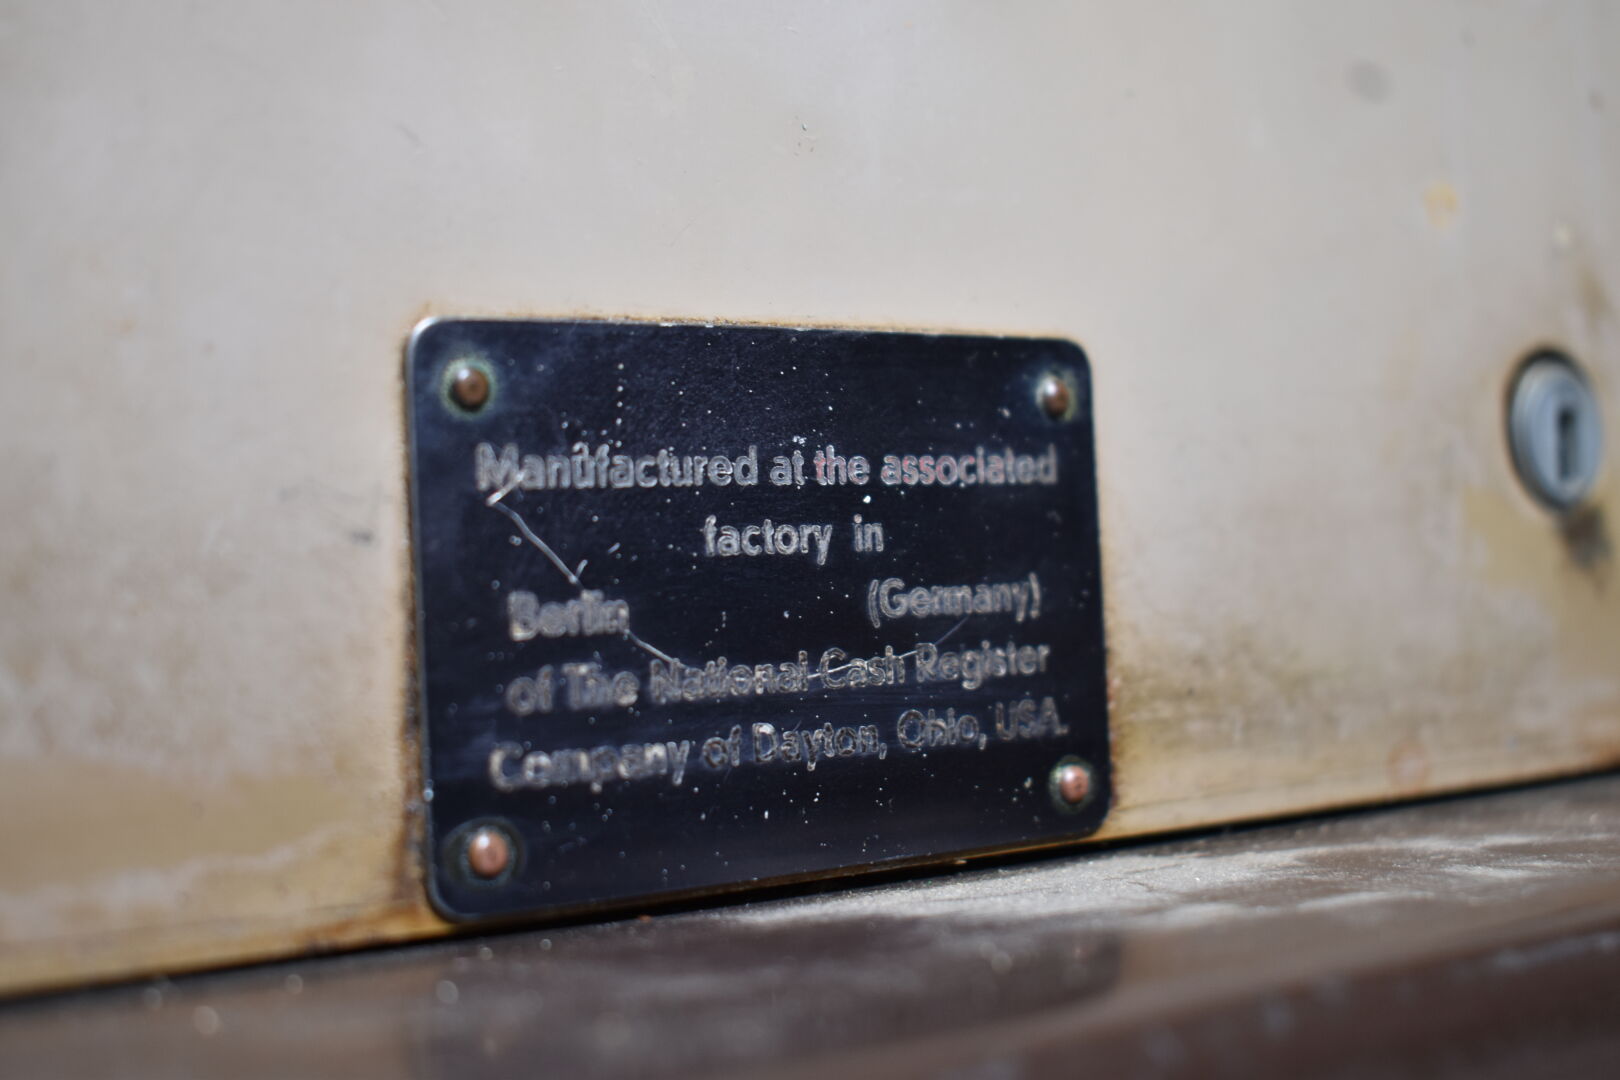 Manufactured at the associated
factory in
Berlin (Germany)
of The National Cash Register
Company of Dayton, Ohio, USA.